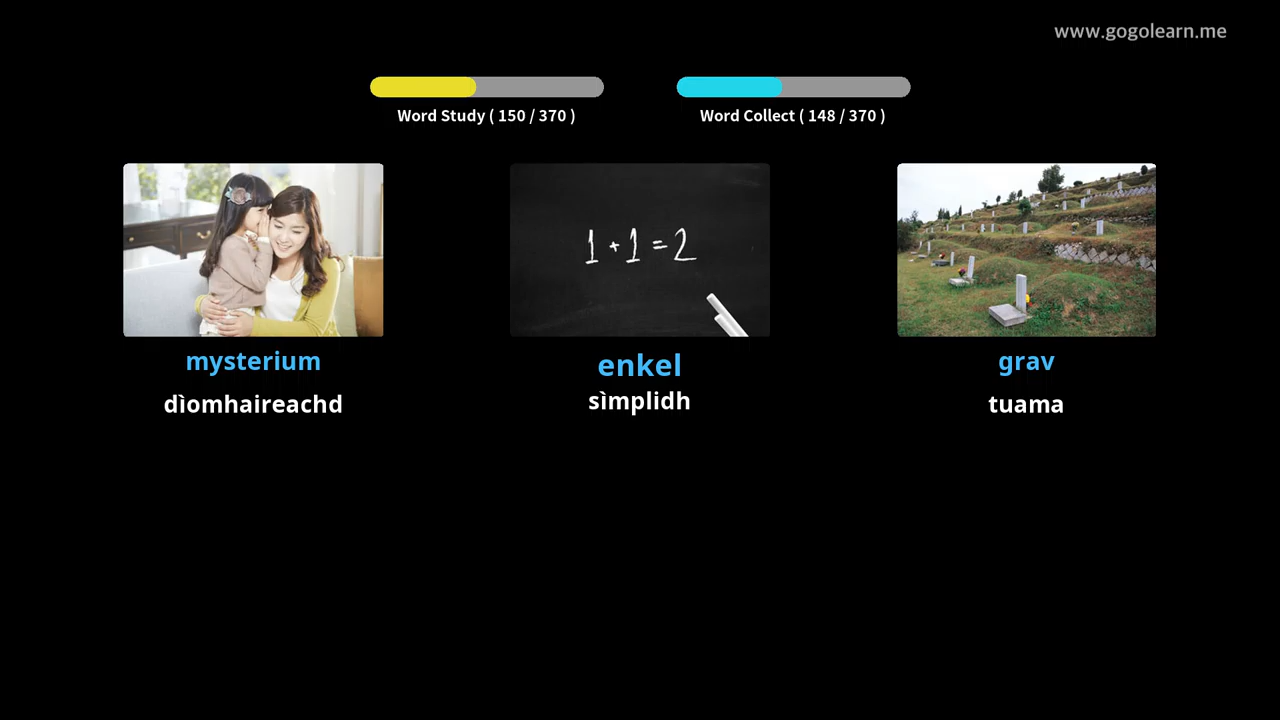 www.gogolearn.me
Word Study ( 150 / 370 )
Word Collect ( 148 / 370 )
1 + 1 = 2
mysterium
enkel
grav
dìomhaireachd
sìmplidh
tuama